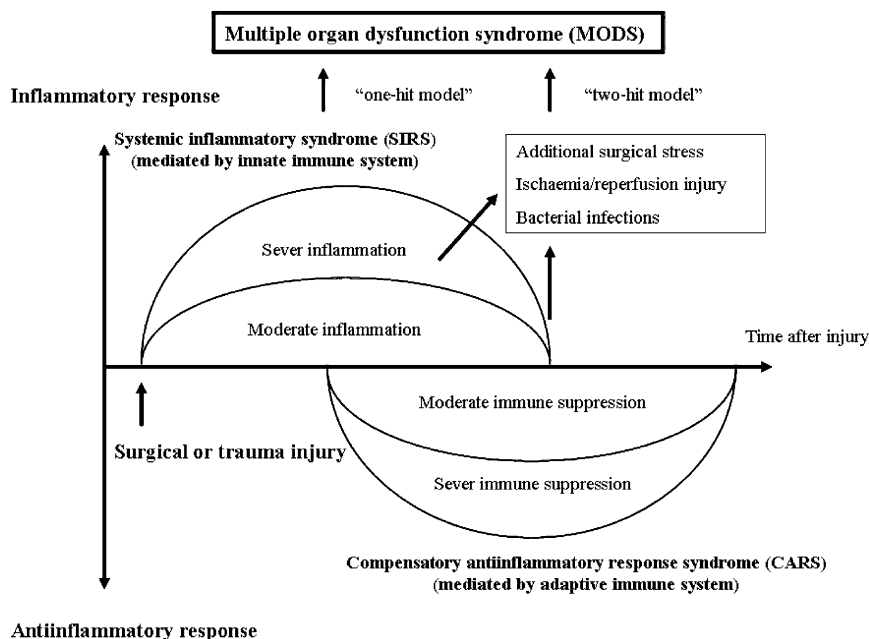 Multiple organ dysfunction syndrome (MODS)
Inflammatory response
“one-hit model”
“two-hit model”
Systemic inflammatory syndrome (SIRS)
(mediated by innate immune system)
Additional surgical stress
Ischaemia/reperfusion injury
Bacterial infections
Sever inflammation
Moderate inflammation
Time after injury
Surgical or trauma injury
Moderate immune suppression
Sever immune suppression
Compensatory antiinflammatory response syndrome (CARS)
(mediated by adaptive immune system)
Antiinflammatory response